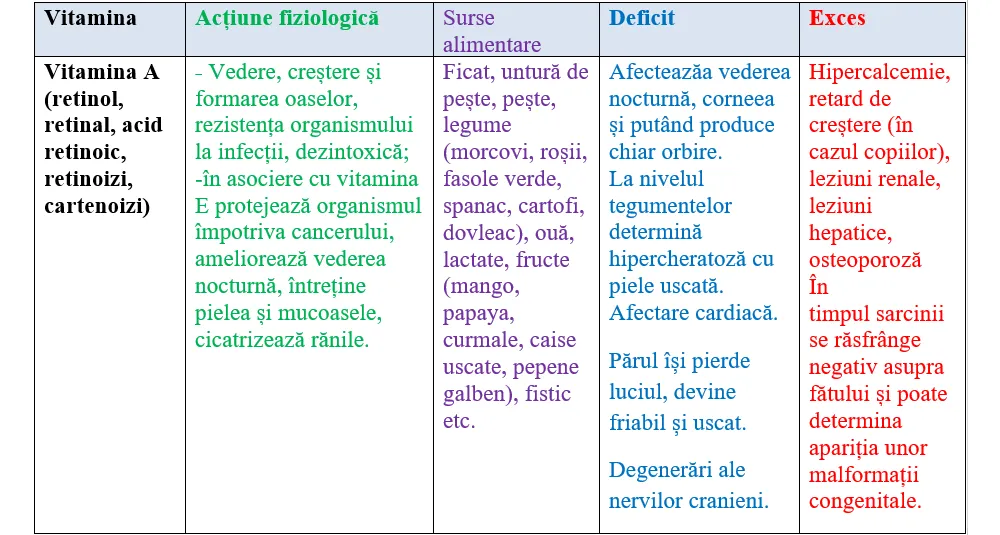 Vitamina
Acțiune fiziologică
Surse
alimentare
Deficit
Exces
Vitamina A
(retinol,
retinal, acid
retinoic,
retinoizi,
cartenoizi)
- Vedere, creștere și
formarea oaselor,
rezistența organismului
la infecții, dezintoxică;
-în asociere cu vitamina
E protejează organismul
împotriva cancerului,
ameliorează vederea
nocturnă, întreține
pielea și mucoasele,
cicatrizează rănile.
Ficat, untură de
pește, pește,
legume
(morcovi, roșii,
fasole verde,
spanac, cartofi,
dovleac), ouă,
lactate, fructe
(mango,
papaya,
curmale, caise
uscate, pepene
galben), fistic
etc.
Afecteazăa vederea
nocturnă, corneea
și putând produce
chiar orbire.
La nivelul
tegumentelor
determină
hipercheratoză cu
piele uscată.
Afectare cardiacă.
Părul își pierde
luciul, devine
friabil și uscat.
Degenerări ale
nervilor cranieni.
Hipercalcemie,
retard de
creștere (în
cazul copiilor),
leziuni renale,
leziuni
hepatice,
osteoporoză
În
timpul sarcinii
se răsfrânge
negativ asupra
fătului și poate
determina
apariția unor
malformații
congenitale.